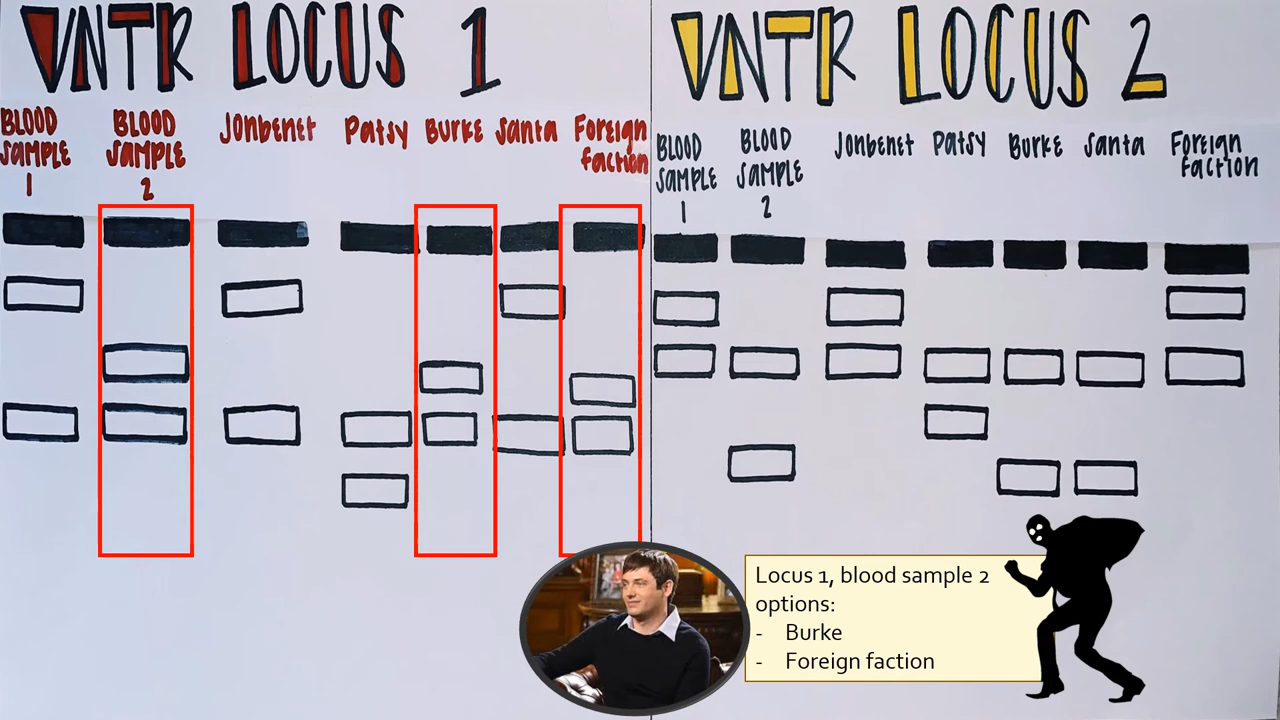 VNTR LOCUS 1
BLOOD SAMPLE 1
BLOOD SAMPLE 2
Jonbenet
Patsy
Burke
Santa
Foreign faction
VNTR LOCUS 2
BLOOD SAMPLE 1
BLOOD SAMPLE 2
Jonbenet
Patsy
Burke
Santa
Foreign faction
Locus 1, blood sample 2
options:
- Burke
- Foreign faction